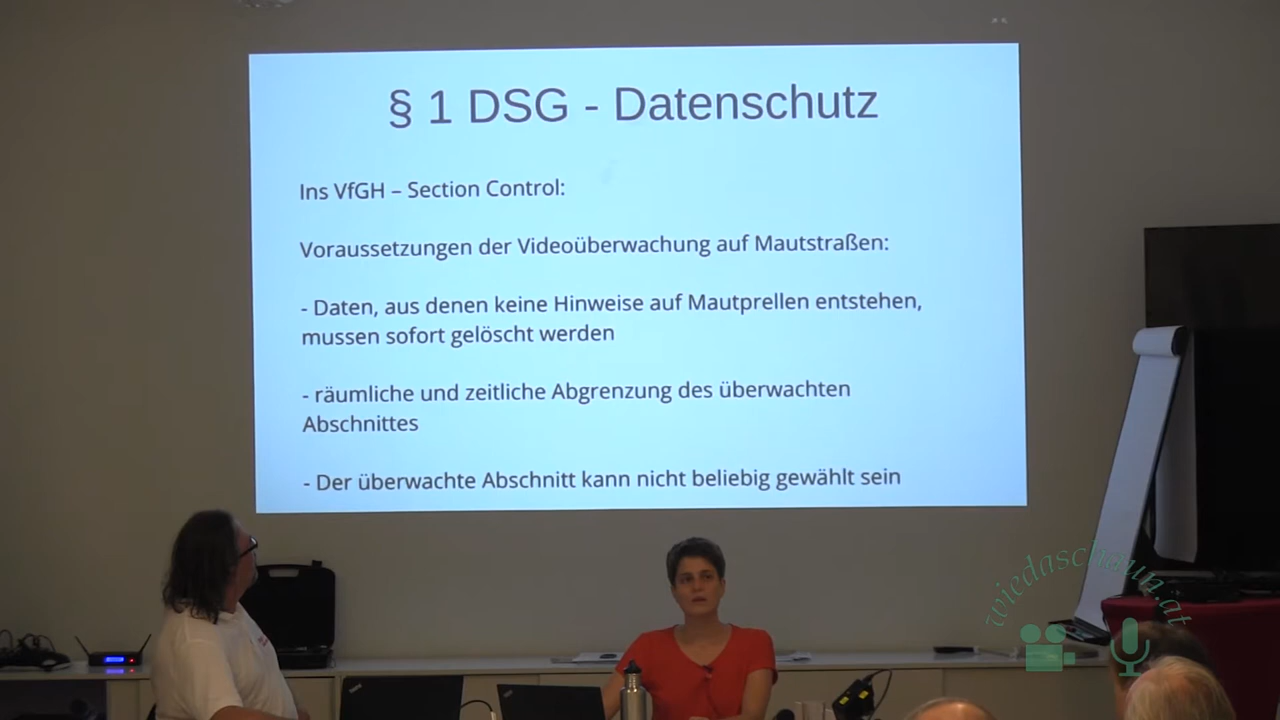 § 1 DSG - Datenschutz
Ins VfGH – Section Control:
Voraussetzungen der Videoüberwachung auf Mautstraßen:
- Daten, aus denen keine Hinweise auf Mautprellen entstehen,
mussen sofort gelöscht werden
- räumliche und zeitliche Abgrenzung des überwachten
Abschnittes
- Der überwachte Abschnitt kann nicht beliebig gewählt sein
wiedaschaun.at